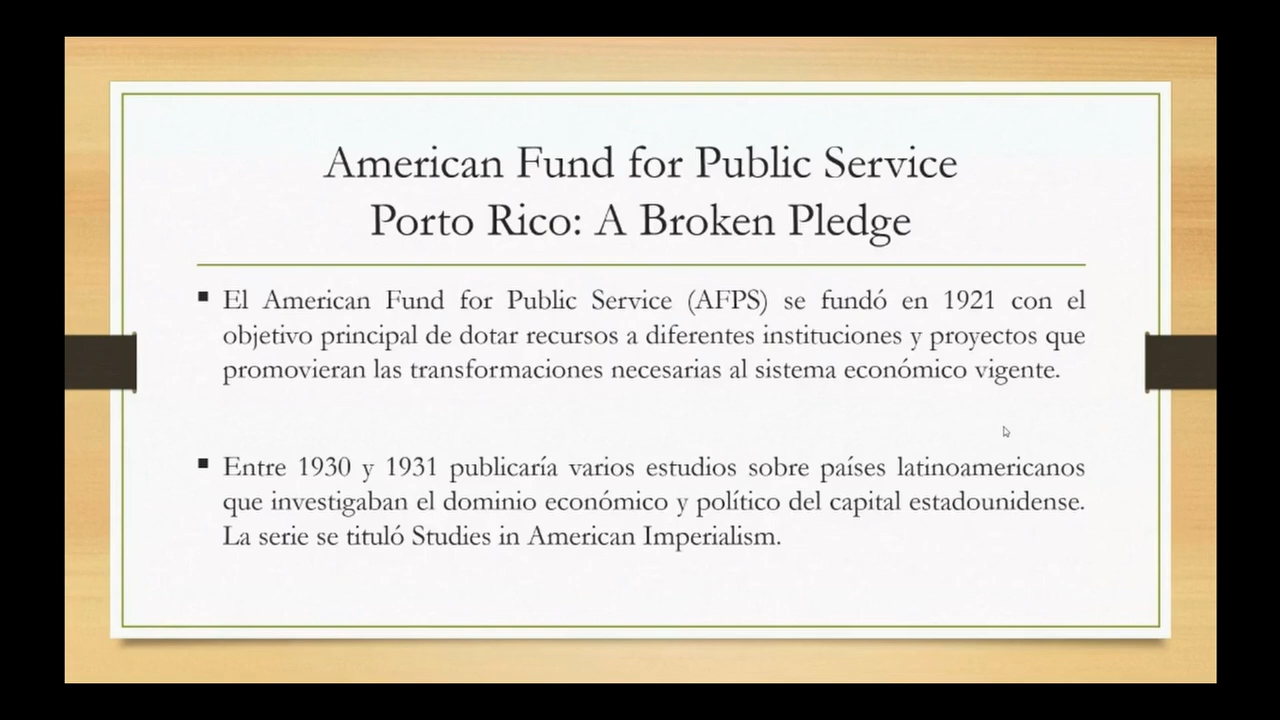 American Fund for Public Service
Porto Rico: A Broken Pledge
▪ El American Fund for Public Service (AFPS) se fundó en 1921 con el
objetivo principal de dotar recursos a diferentes instituciones y proyectos que
promovieran las transformaciones necesarias al sistema económico vigente.
▪ Entre 1930 y 1931 publicaría varios estudios sobre países latinoamericanos
que investigaban el dominio económico y político del capital estadounidense.
La serie se tituló Studies in American Imperialism.